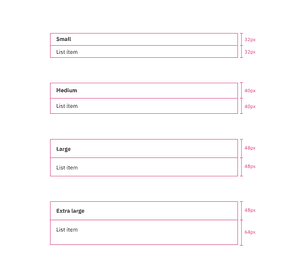 Small
32px
List item
32px
Medium
40px
List item
40px
Large
48px
List item
48px
Extra large
48px
List item
64px